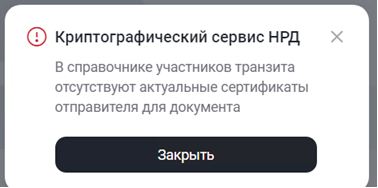 Криптографический сервис НРД
В справочнике участников транзита
отсутствуют актуальные сертификаты
отправителя для документа
Закрыть